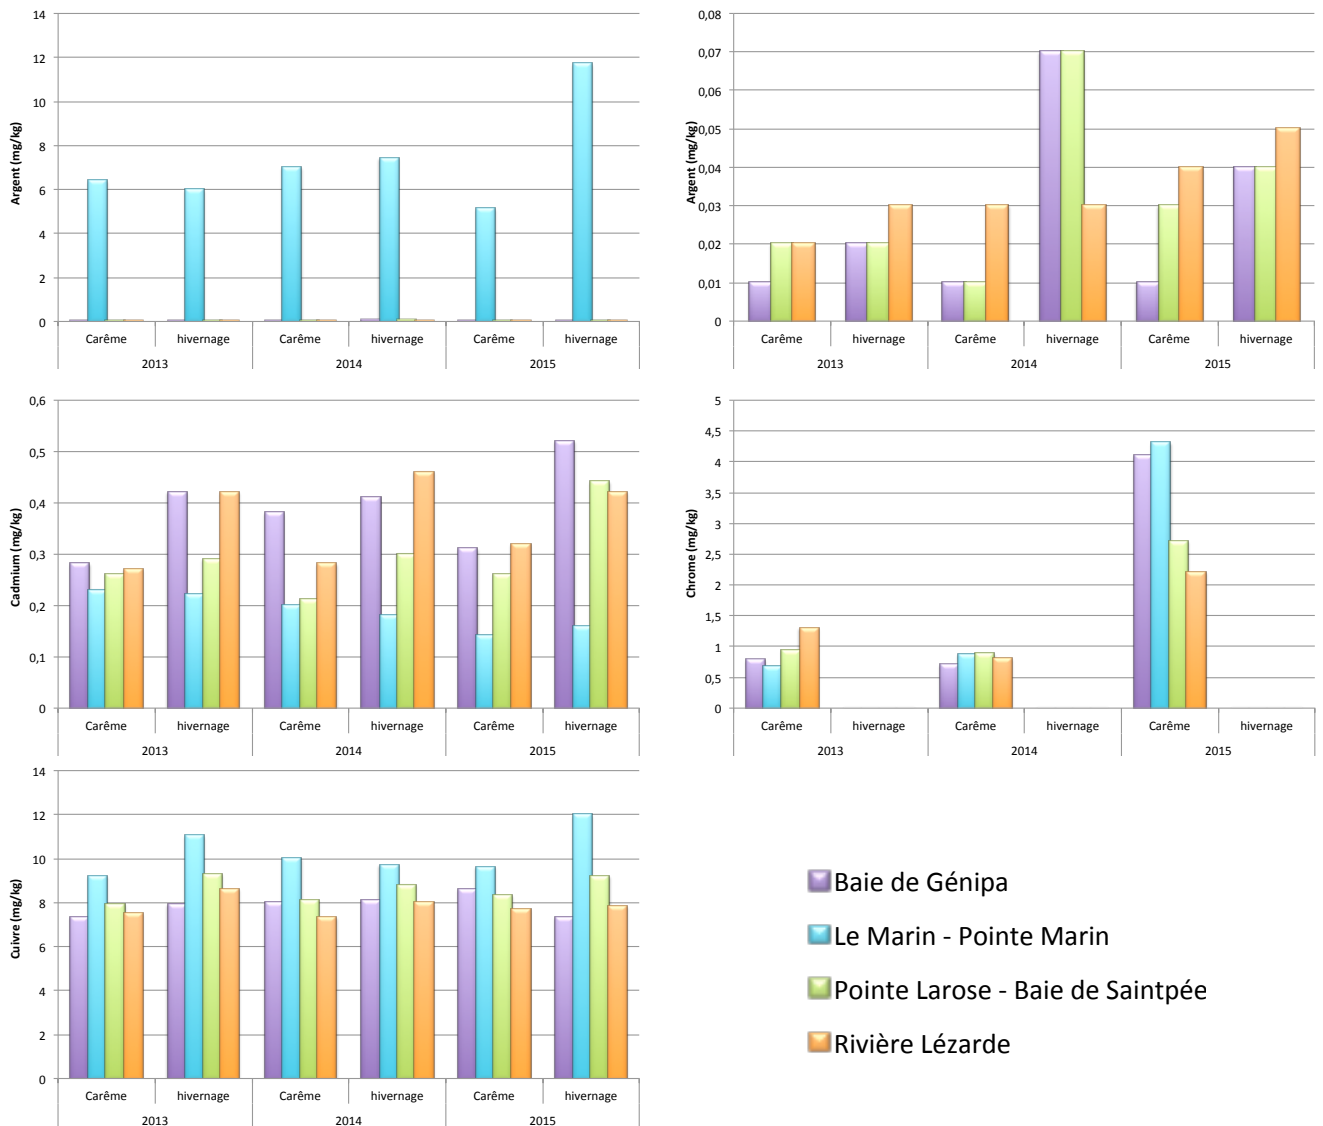 14
12
10
8
6
4
2
0
Argent (mg/kg)
Carême hivernage Carême hivernage Carême hivernage
2013 2014 2015
0,08
0,07
0,06
0,05
0,04
0,03
0,02
0,01
0
Argent (mg/kg)
Carême hivernage Carême hivernage Carême hivernage
2013 2014 2015
0,6
0,5
0,4
0,3
0,2
0,1
0
Cadmium (mg/kg)
Carême hivernage Carême hivernage Carême hivernage
2013 2014 2015
5
4,5
4
3,5
3
2,5
2
1,5
1
0,5
0
Chrome (mg/kg)
Carême hivernage Carême hivernage Carême hivernage
2013 2014 2015
14
12
10
8
6
4
2
0
Cuivre (mg/kg)
Carême hivernage Carême hivernage Carême hivernage
2013 2014 2015
Baie de Génipa
Le Marin - Pointe Marin
Pointe Larose - Baie de Saintpée
Rivière Lézarde